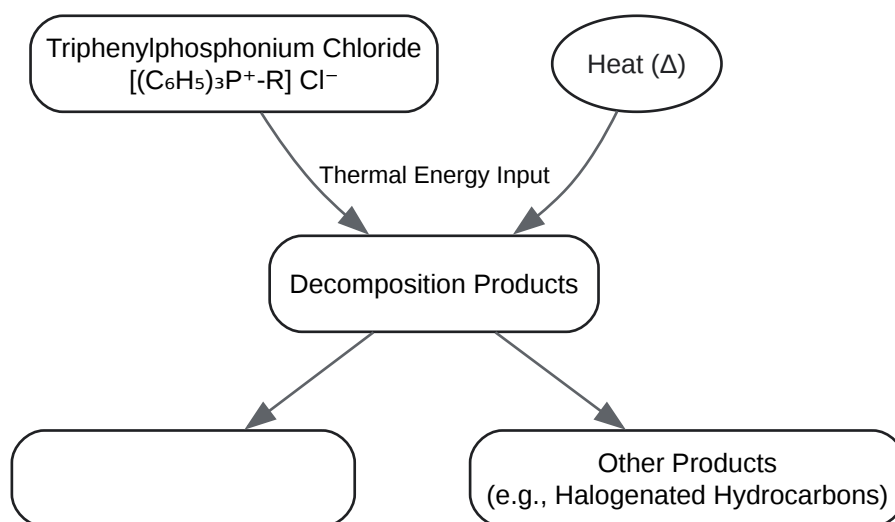 Triphenylphosphonium Chloride
[(C₆H₅)₃P⁺-R] Cl⁻
Heat (Δ)
Thermal Energy Input
Decomposition Products
Other Products
(e.g., Halogenated Hydrocarbons)